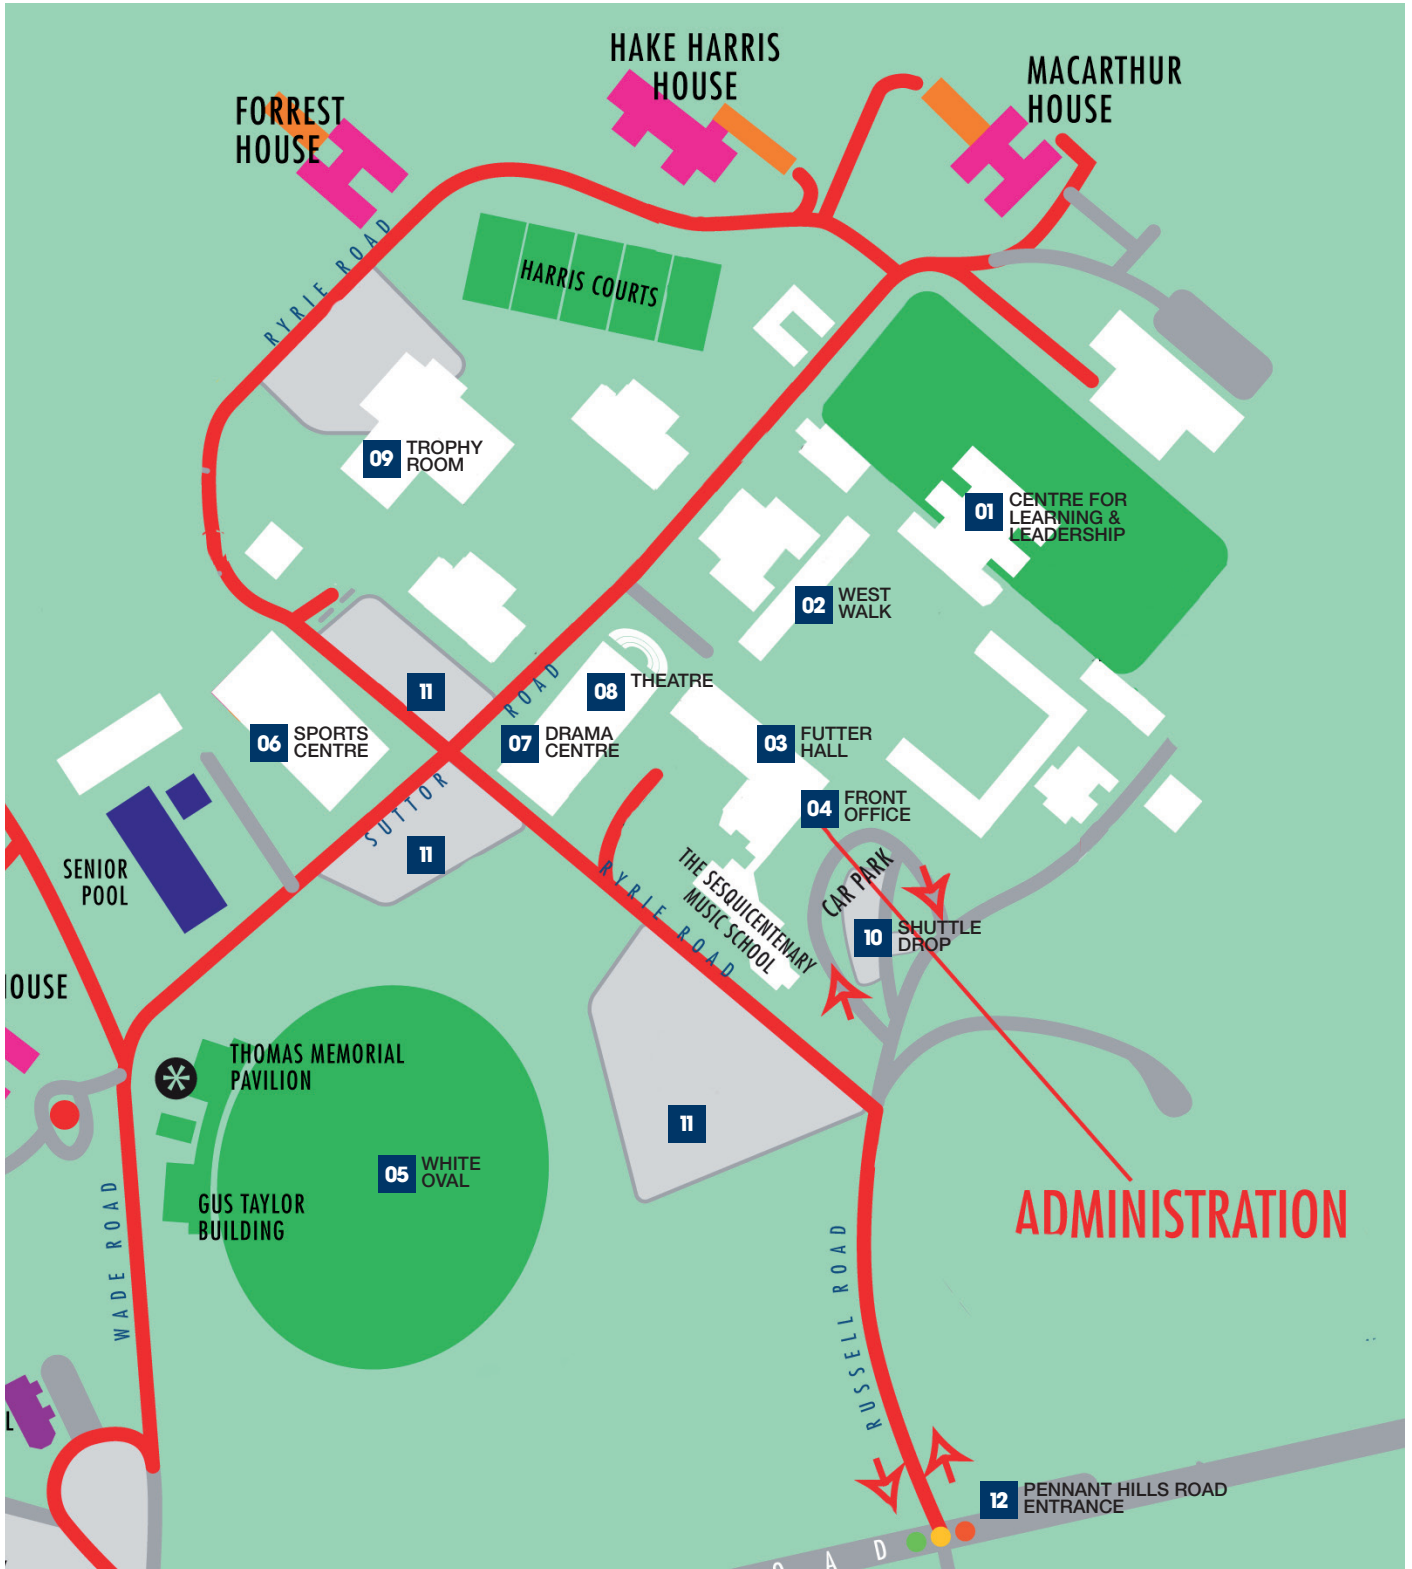 HAKE HARRIS
HOUSE
MACARTHUR
HOUSE
FORREST
HOUSE
RYRIE ROAD
HARRIS COURTS
09 TROPHY
ROOM
01 CENTRE FOR
LEARNING &
LEADERSHIP
02 WEST
WALK
11
ROAD
08 THEATRE
06 SPORTS
CENTRE
07 DRAMA
CENTRE
03 FUTTER
HALL
SUTTOR
04 FRONT
OFFICE
11
SENIOR
POOL
RYRIE ROAD
THE SESQUICENTENARY
MUSIC SCHOOL
CAR PARK
10 SHUTTLE
DROP
OUSE
THOMAS MEMORIAL
PAVILION
11
05 WHITE
OVAL
GUS TAYLOR
BUILDING
WADE ROAD
ADMINISTRATION
RUSSELL ROAD
L
12 PENNANT HILLS ROAD
ENTRANCE
OAD